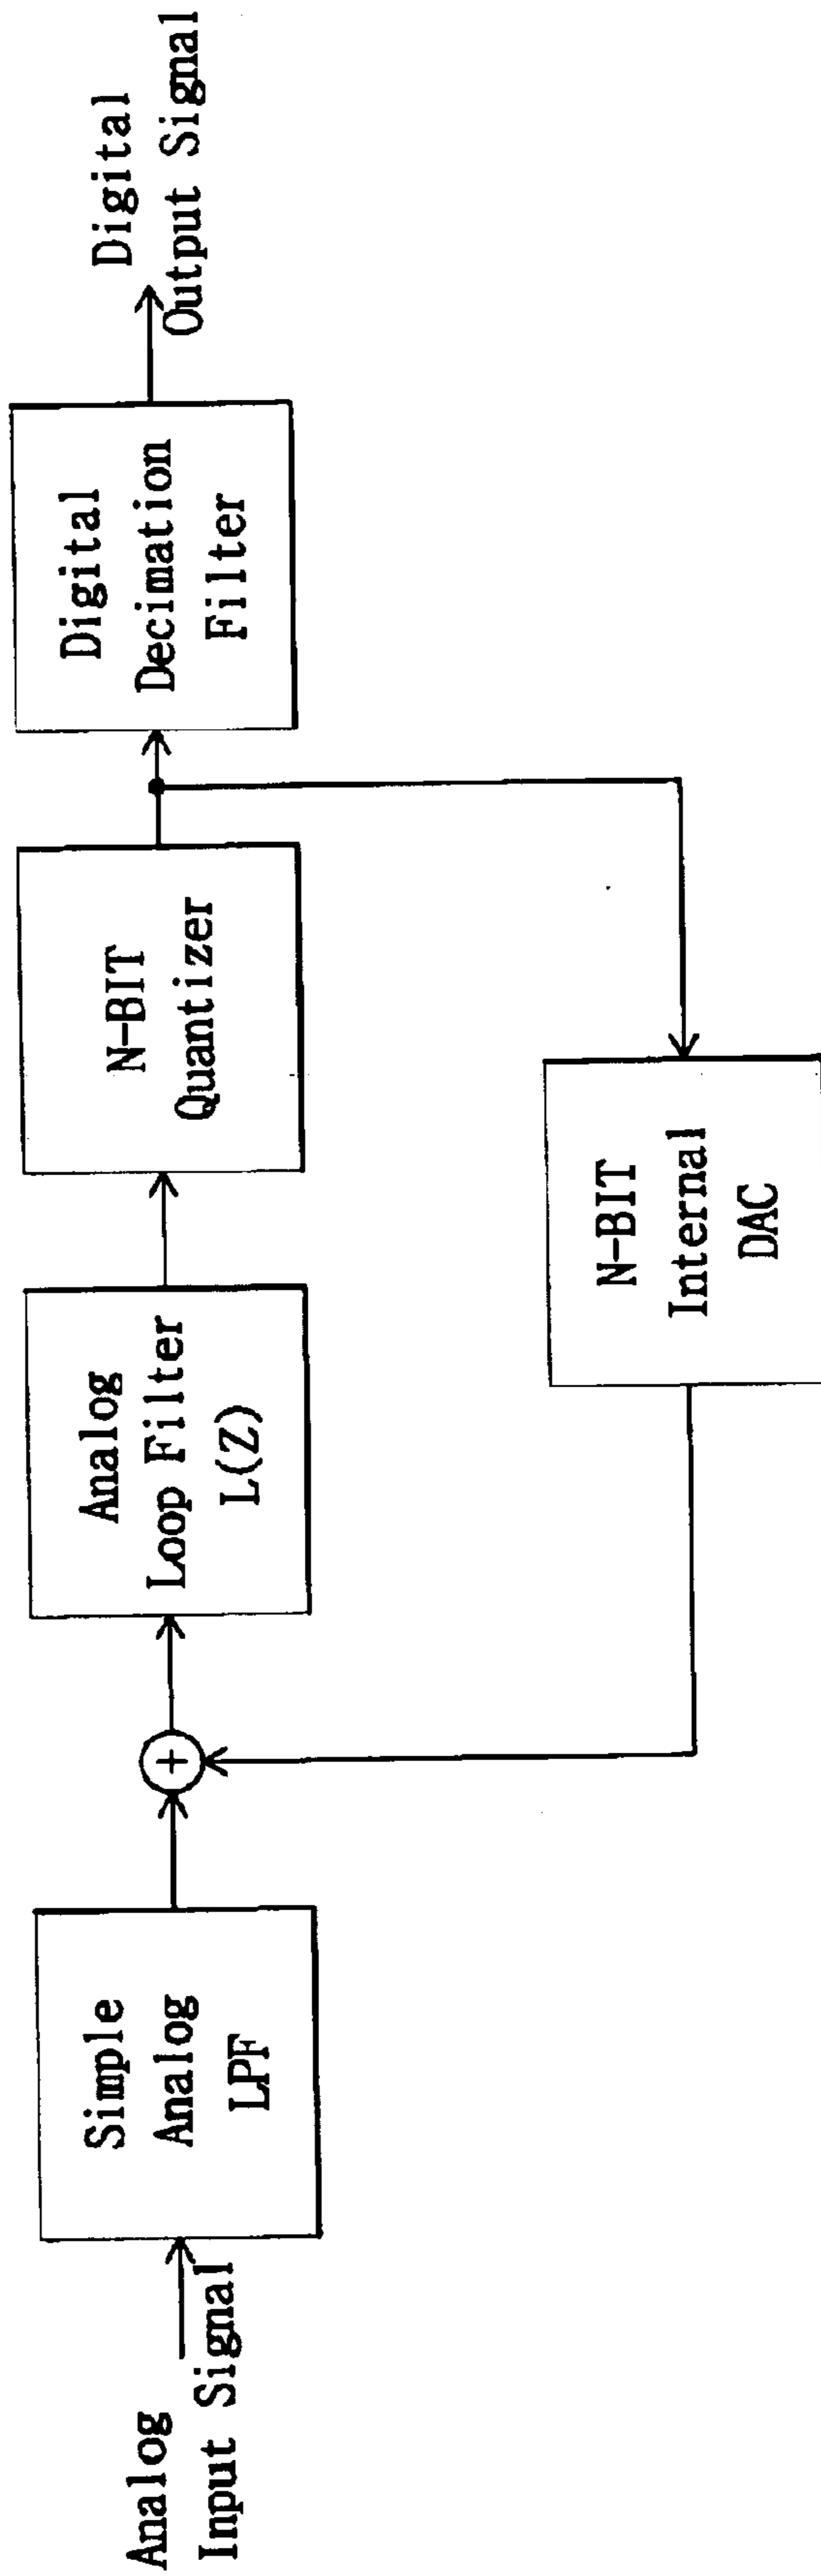 Analog
Input Signal
Simple
Analog
LPF
+
Analog
Loop Filter
L(Z)
N-BIT
Quantizer
Digital
Decimation
Filter
Digital
Output Signal
N-BIT
Internal
DAC